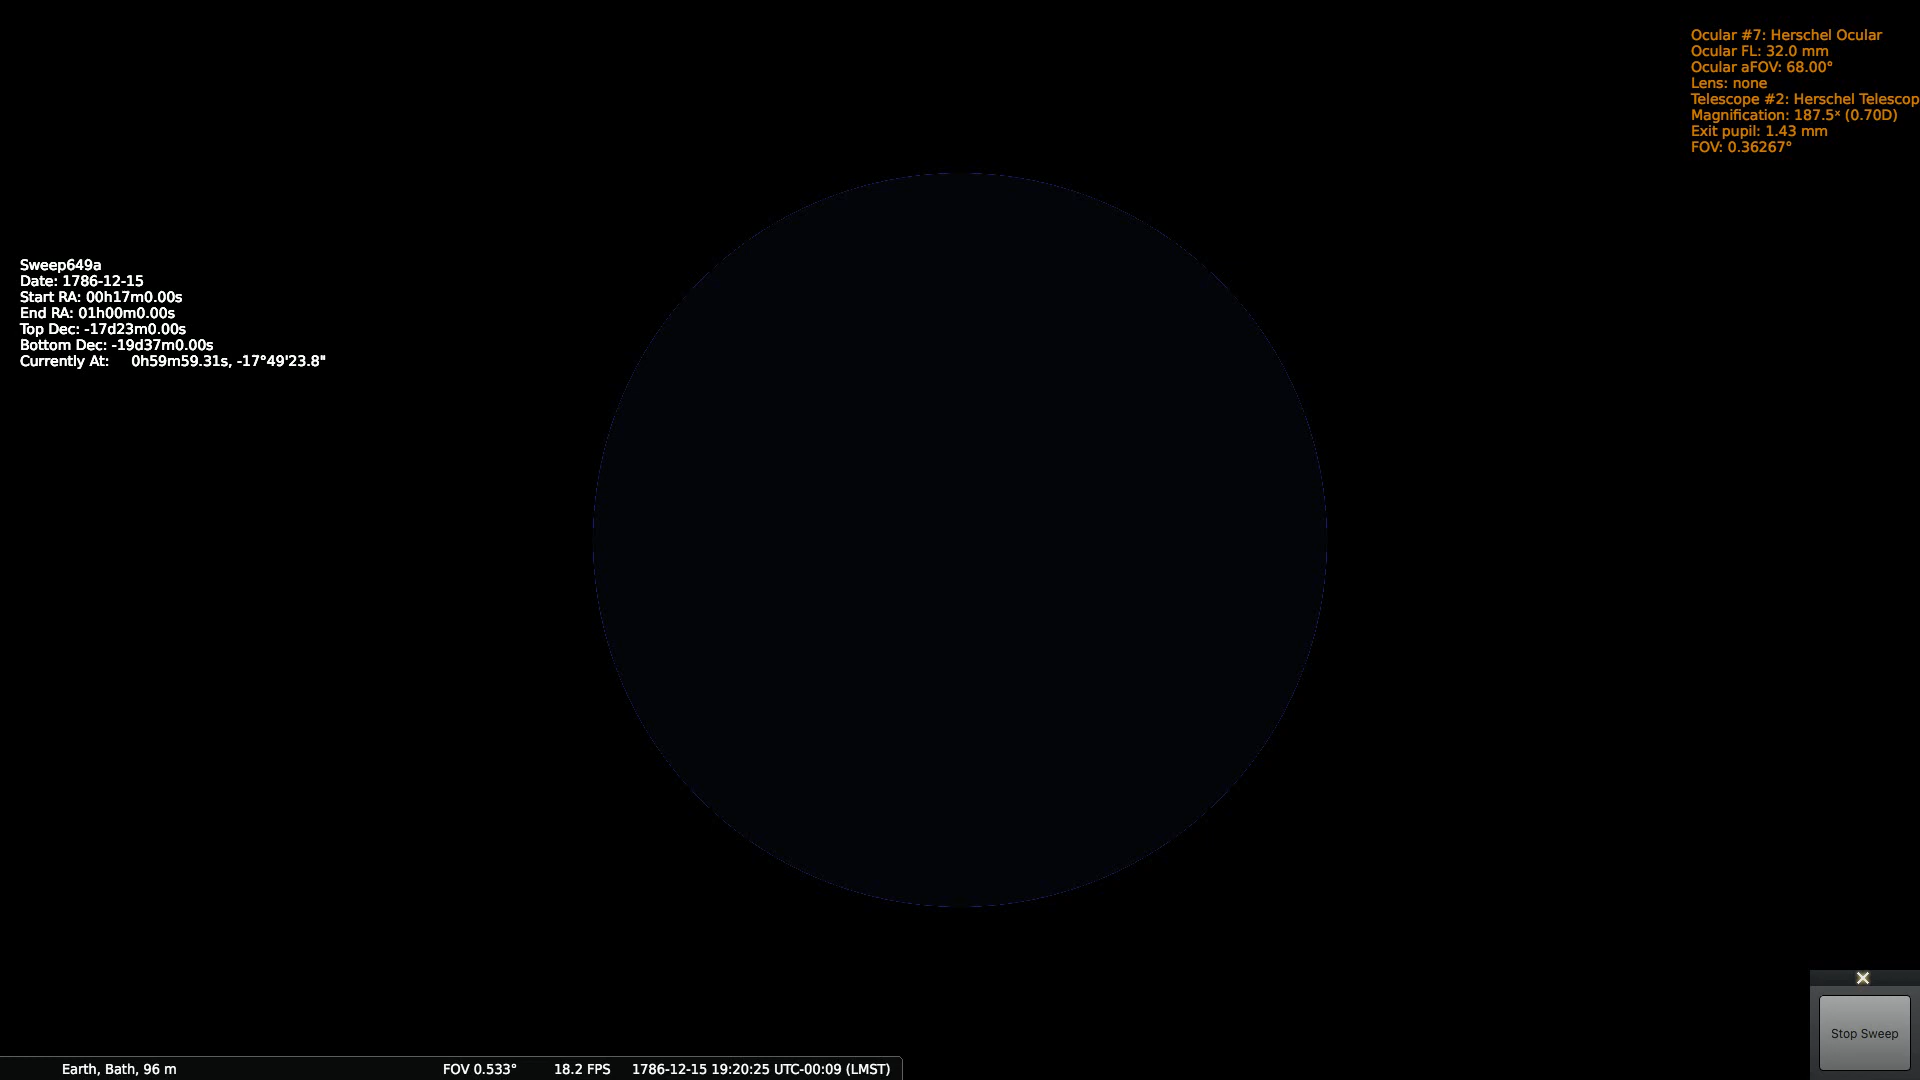 Ocular #7: Herschel Ocular
Ocular FL: 32.0 mm
Ocular aFOV: 68.00°
Lens: none
Telescope #2: Herschel Telescop
Magnification: 187.5ˣ (0.70D)
Exit pupil: 1.43 mm
FOV: 0.36267°
Sweep649a
Date: 1786-12-15
Start RA: 00h17m0.00s
End RA: 01h00m0.00s
Top Dec: -17d23m0.00s
Bottom Dec: -19d37m0.00s
Currently At: 0h59m59.31s, -17°49'23.8"
Stop Sweep
Earth, Bath, 96 m FOV 0.533° 18.2 FPS 1786-12-15 19:20:25 UTC-00:09 (LMST)